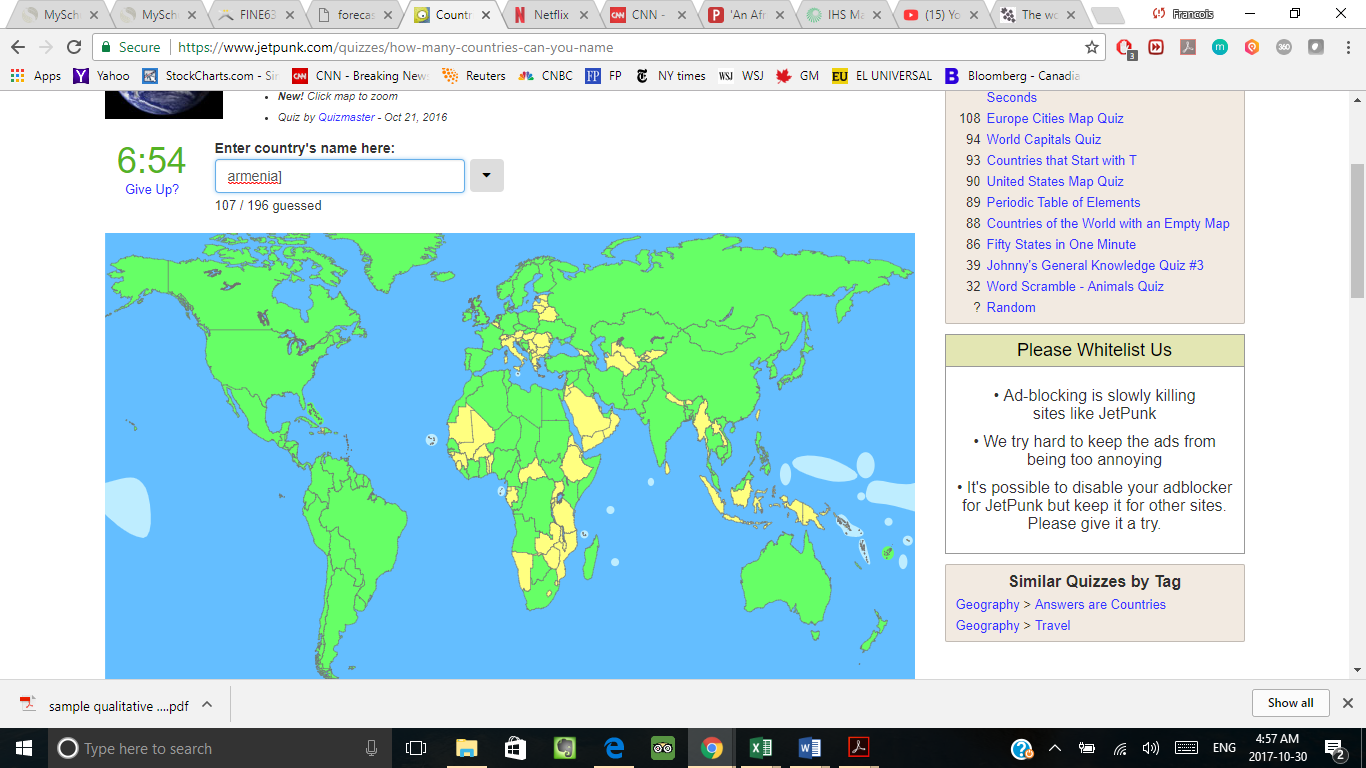 MySch
MySch
FINE63
forecas
Countr
Netflix
CNN -
'An Afr
IHS Ma
(15) Yo
The wo
Francois
Secure
https://www.jetpunk.com/quizzes/how-many-countries-can-you-name
3
360
Apps
Yahoo
StockCharts.com - Sim
CNN - Breaking News
Reuters
CNBC
FP
NY times
WSJ
GM
EL UNIVERSAL
Bloomberg - Canadia
• New! Click map to zoom
• Quiz by Quizmaster - Oct 21, 2016
6:54
Give Up?
Enter country's name here:
armenia]
107 / 196 guessed
Seconds
108 Europe Cities Map Quiz
94 World Capitals Quiz
93 Countries that Start with T
90 United States Map Quiz
89 Periodic Table of Elements
88 Countries of the World with an Empty Map
86 Fifty States in One Minute
39 Johnny's General Knowledge Quiz #3
32 Word Scramble - Animals Quiz
? Random
Please Whitelist Us
• Ad-blocking is slowly killing
sites like JetPunk
• We try hard to keep the ads from
being too annoying
• It's possible to disable your adblocker
for JetPunk but keep it for other sites.
Please give it a try.
Similar Quizzes by Tag
Geography > Answers are Countries
Geography > Travel
sample qualitative ....pdf
Show all
Type here to search
ENG
4:57 AM
2017-10-30
2